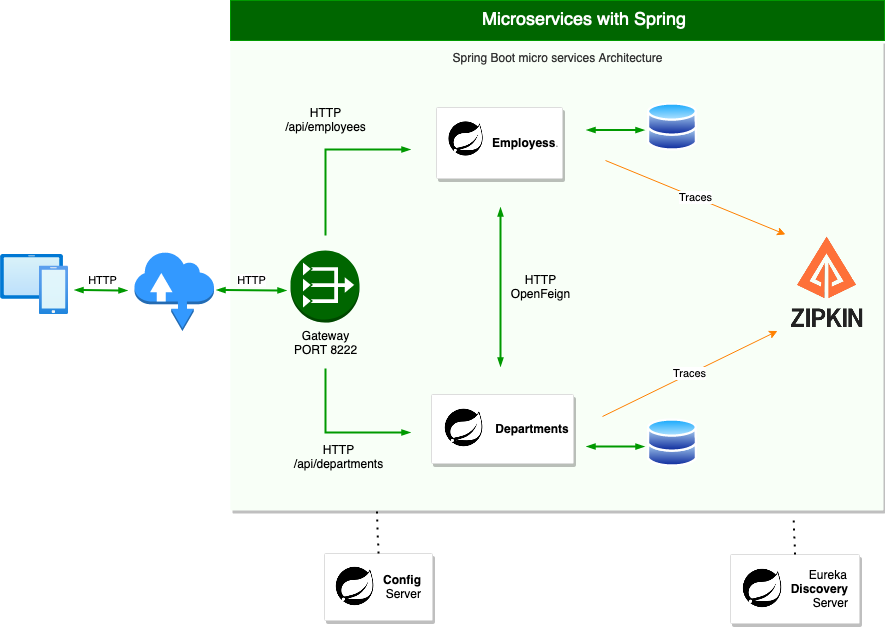 Microservices with Spring
Spring Boot micro services Architecture
HTTP
/api/employees
Employess.
Traces
HTTP
HTTP
HTTP
OpenFeign
ZIPKIN
Gateway
PORT 8222
Traces
Departments
HTTP
/api/departments
Config
Server
Eureka
Discovery
Server